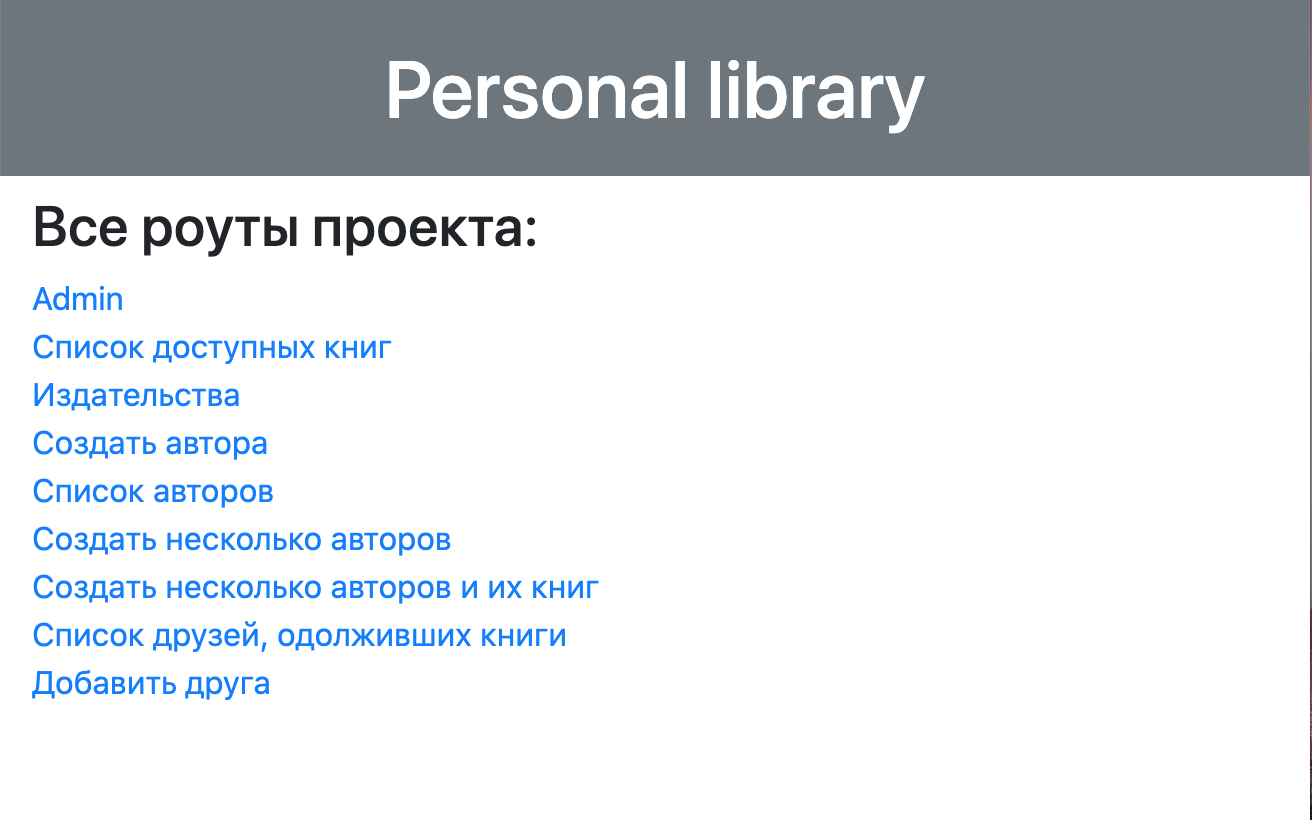 Personal library
Все роуты проекта:
Admin
Список доступных книг
Издательства
Создать автора
Список авторов
Создать несколько авторов
Создать несколько авторов и их книг
Список друзей, одолживших книги
Добавить друга